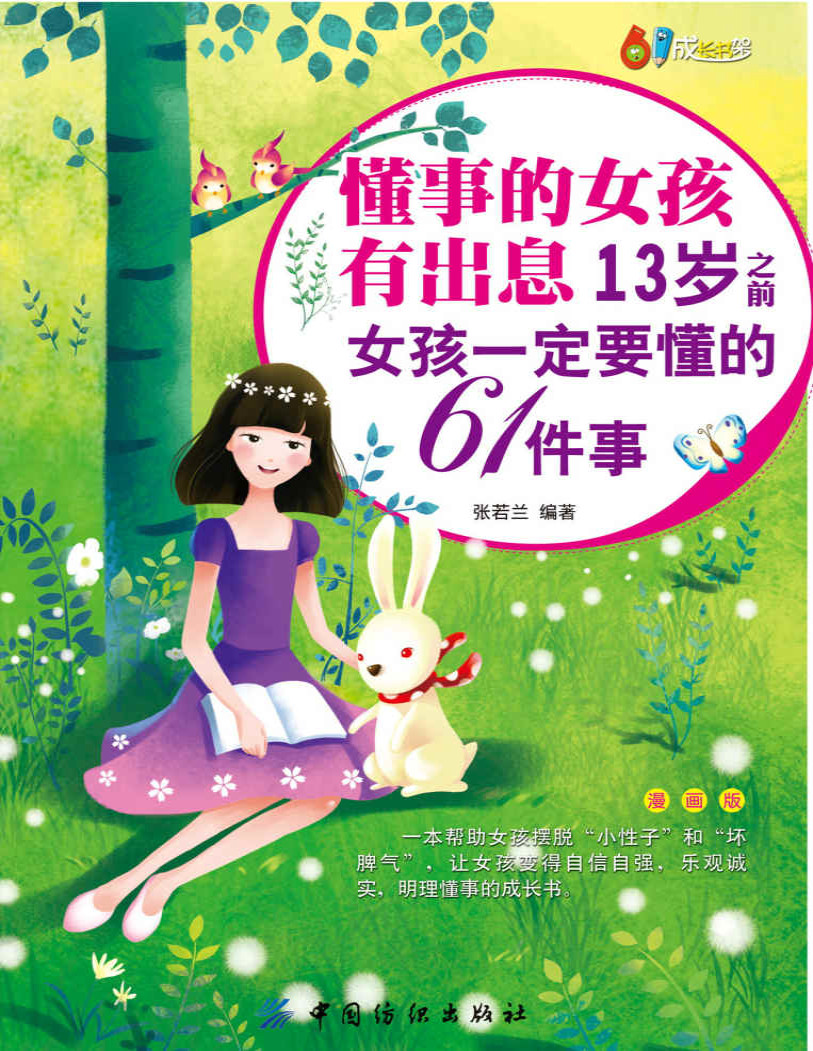 61成长书架
懂事的女孩
有出息 13岁之前
女孩一定要懂的
61件事
张若兰 编著
漫画版
一本帮助女孩摆脱“小性子”和“坏
脾气”，让女孩变得自信自强，乐观诚
实，明理懂事的成长书。
中国纺织出版社